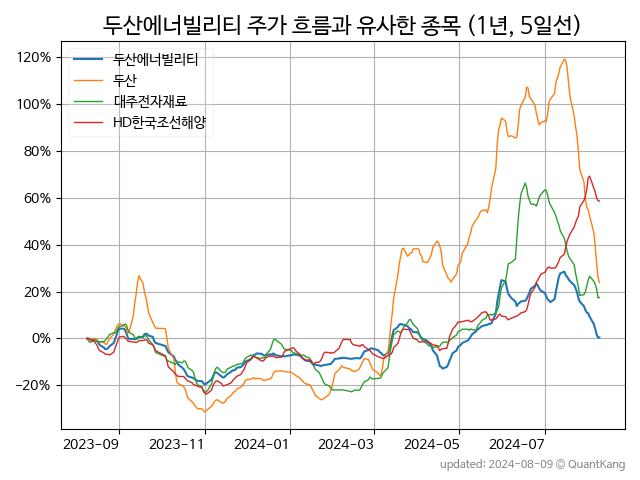 두산에너빌리티 주가 흐름과 유사한 종목 (1년, 5일선)
두산에너빌리티
두산
대주전자재료
HD한국조선해양
120%
100%
80%
60%
40%
20%
0%
−20%
2023-09 2023-11 2024-01 2024-03 2024-05 2024-07
updated: 2024-08-09 © QuantKang